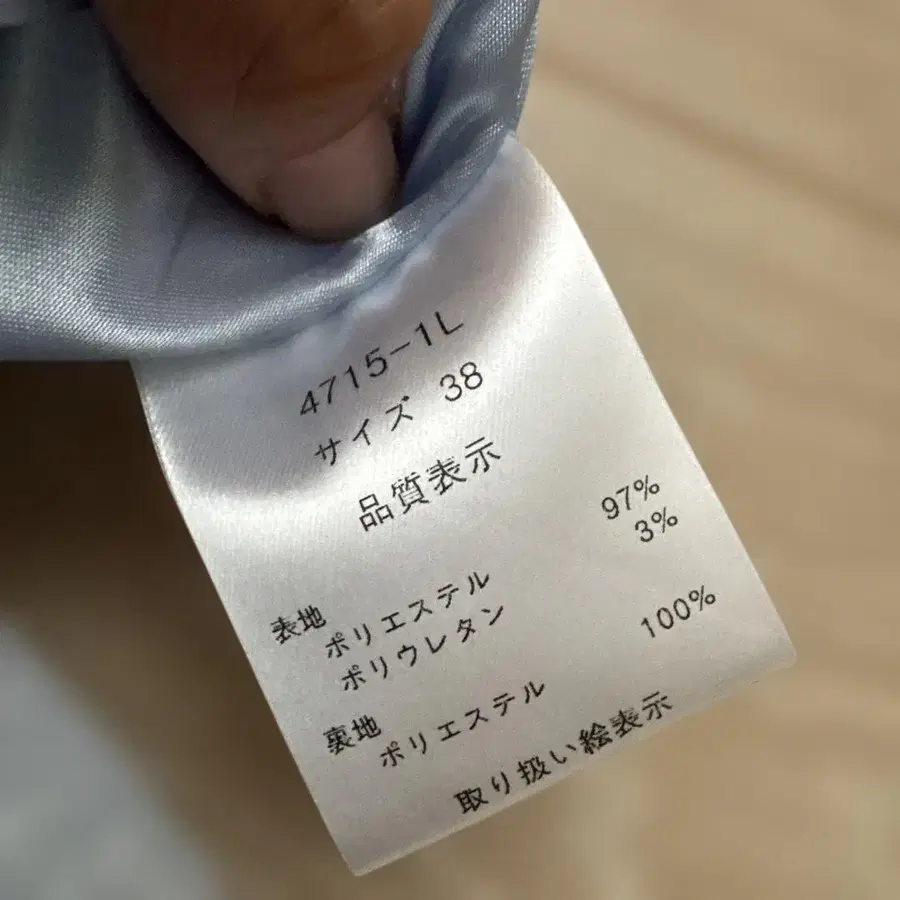 4715-1L
サイズ 38
品質表示
表地
ポリエステル 97%
ポリウレタン 3%
裏地
ポリエステル 100%
取り扱い絵表示